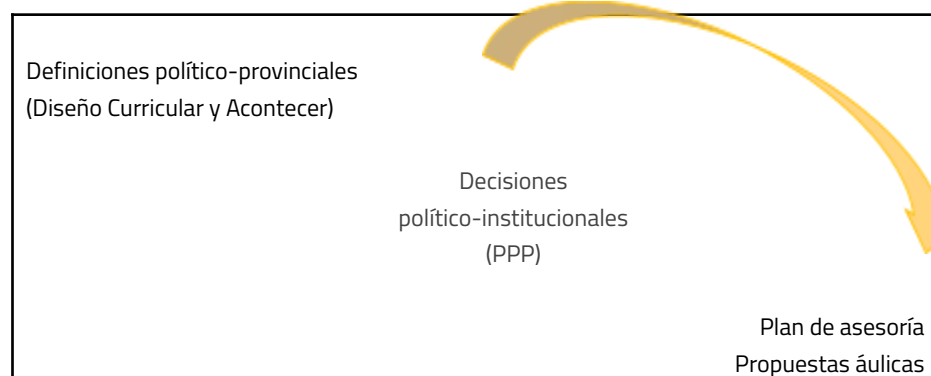 Definiciones político-provinciales
(Diseño Curricular y Acontecer)
Decisiones
político-institucionales
(PPP)
Plan de asesoría
Propuestas áulicas